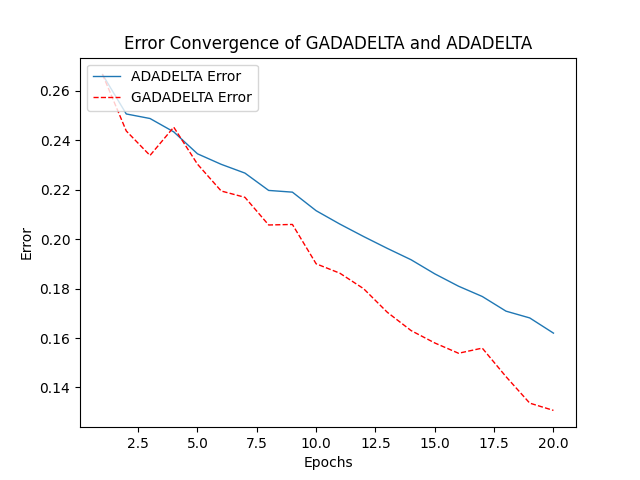 Error Convergence of GADADELTA and ADADELTA
ADADELTA Error
GADADELTA Error
0.26
0.24
0.22
0.20
0.18
0.16
0.14
Error
2.5 5.0 7.5 10.0 12.5 15.0 17.5 20.0
Epochs